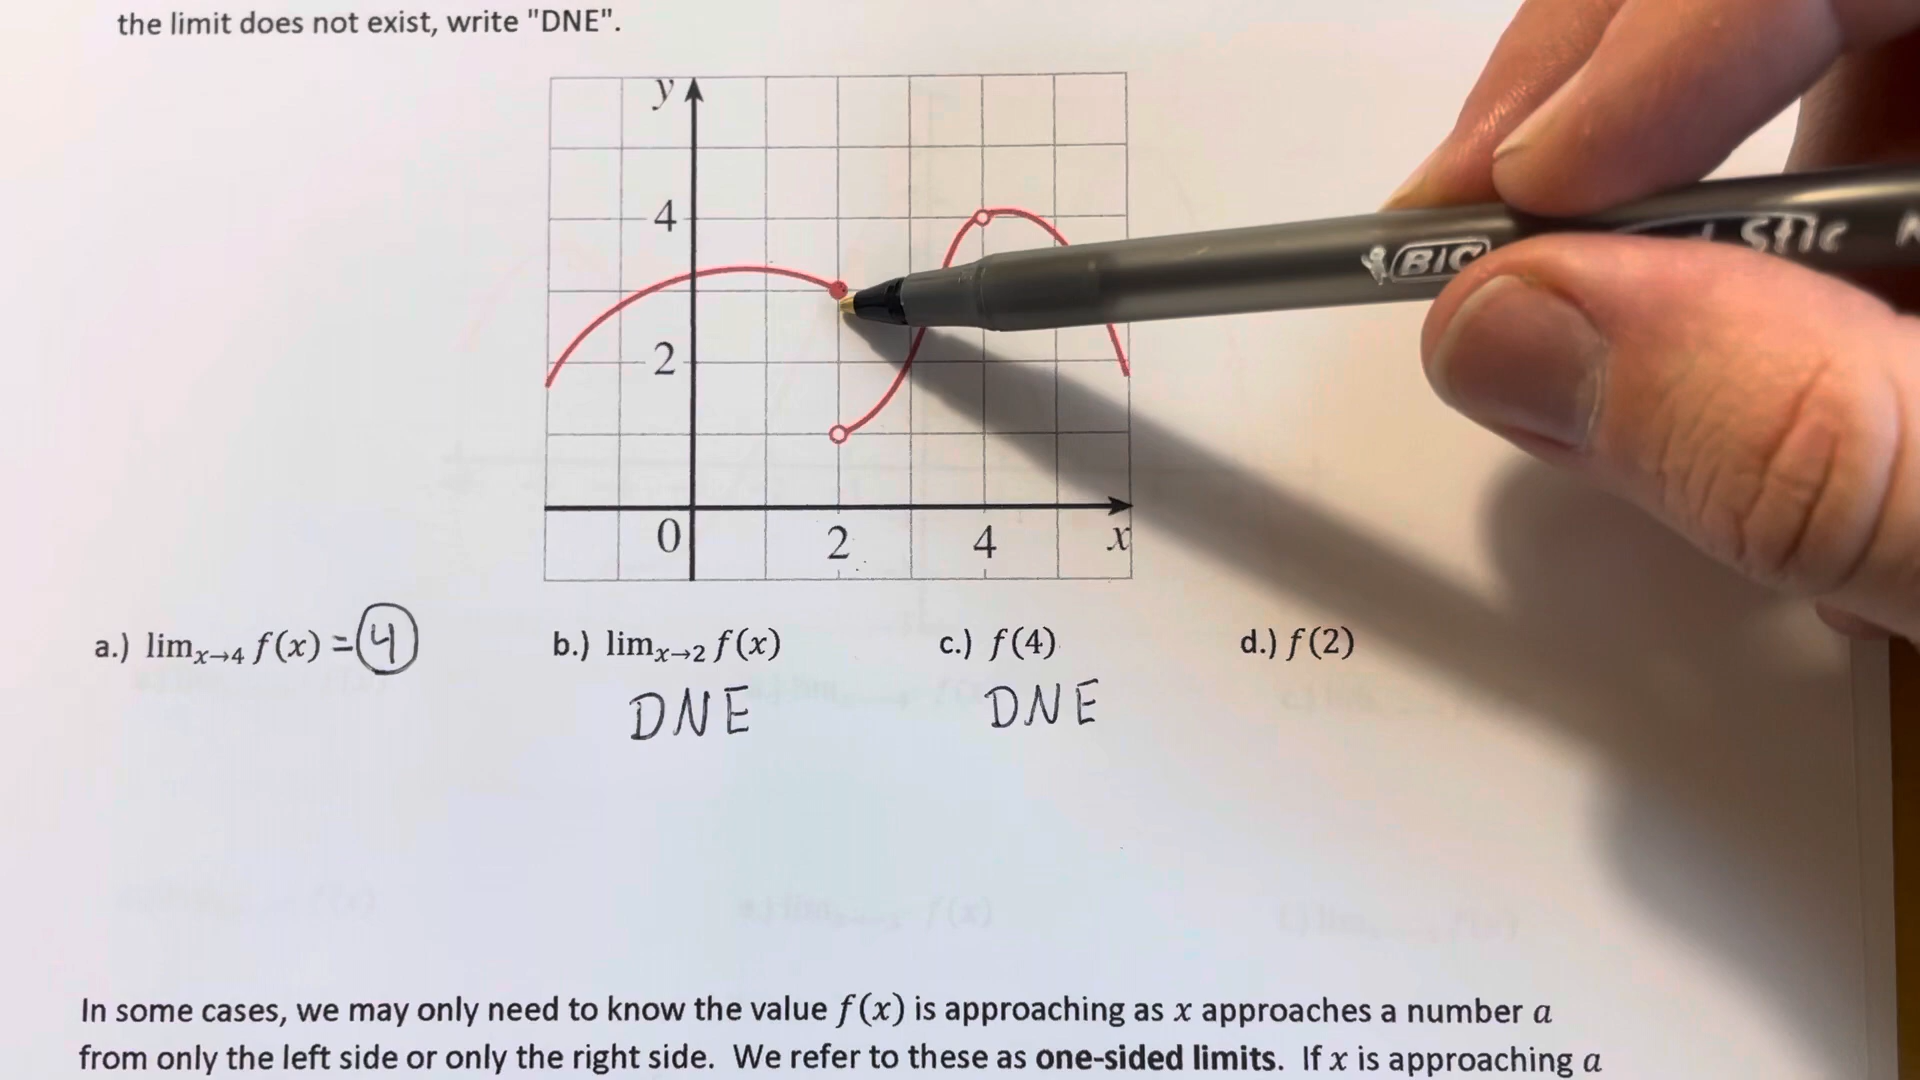 the limit does not exist, write "DNE".
y
4
2
0
2
4
x
BIC
stic
a.) lim x→4 f(x) = 4
b.) lim x→2 f(x)
c.) f(4)
d.) f(2)
DNE
DNE
In some cases, we may only need to know the value f(x) is approaching as x approaches a number a
from only the left side or only the right side. We refer to these as one-sided limits. If x is approaching a